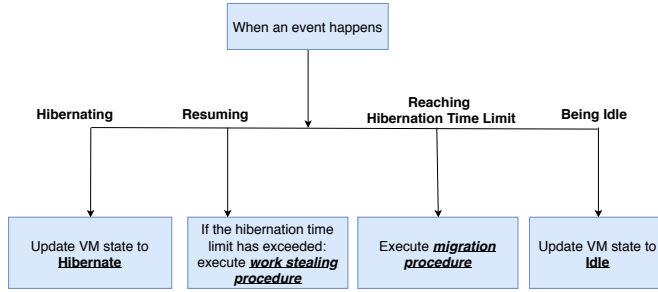 When an event happens
Hibernating
Resuming
Reaching
Hibernation Time Limit
Being Idle
Update VM state to
Hibernate
If the hibernation time
limit has exceeded:
execute work stealing
procedure
Execute migration
procedure
Update VM state to
Idle